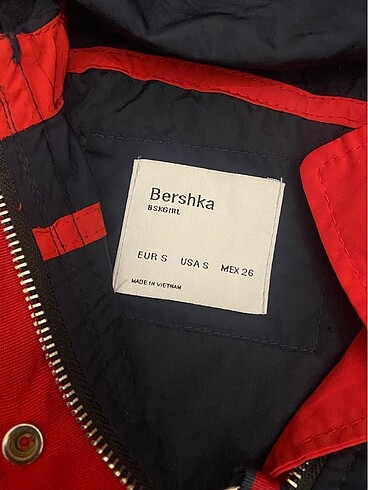 Bershka
BSKGIRL
EUR S USA S MEX 26
MADE IN VIETNAM